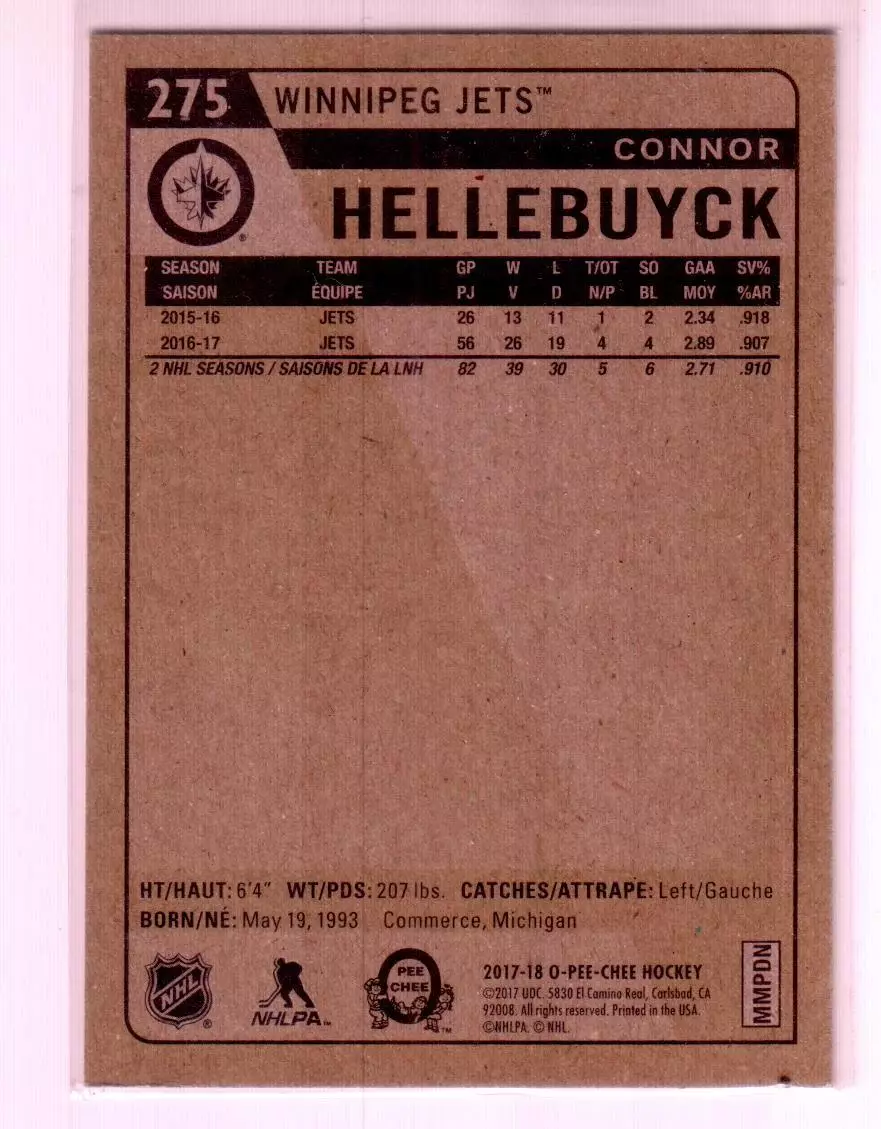 275 WINNIPEG JETS™
CONNOR
HELLEBUYCK
SEASON TEAM GP W L T/OT SO GAA SV%
SAISON ÉQUIPE PJ V D N/P BL MOY %AR
2015-16 JETS 26 13 11 1 2 2.34 .918
2016-17 JETS 56 26 19 4 4 2.89 .907
2 NHL SEASONS / SAISONS DE LA LNH 82 39 30 5 6 2.71 .910
HT/HAUT: 6'4" WT/PDS: 207 lbs. CATCHES/ATTRAPE: Left/Gauche
BORN/NÉ: May 19, 1993 Commerce, Michigan
NHL ®
NHLPA™
O PEE CHEE ™
2017-18 O-PEE-CHEE HOCKEY
©2017 UDC. 5830 El Camino Real, Carlsbad, CA
92008. All rights reserved. Printed in the USA.
©NHLPA. © NHL.
MMPDN